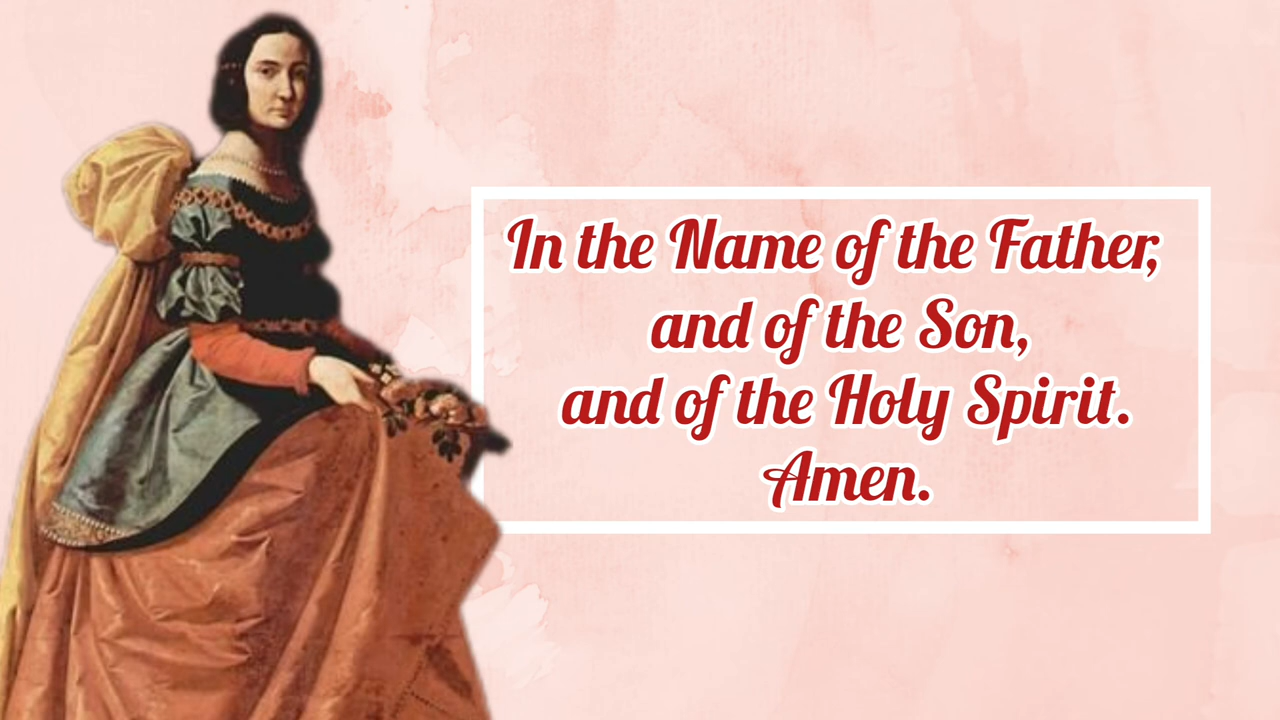 In the Name of the Father,
and of the Son,
and of the Holy Spirit.
Amen.